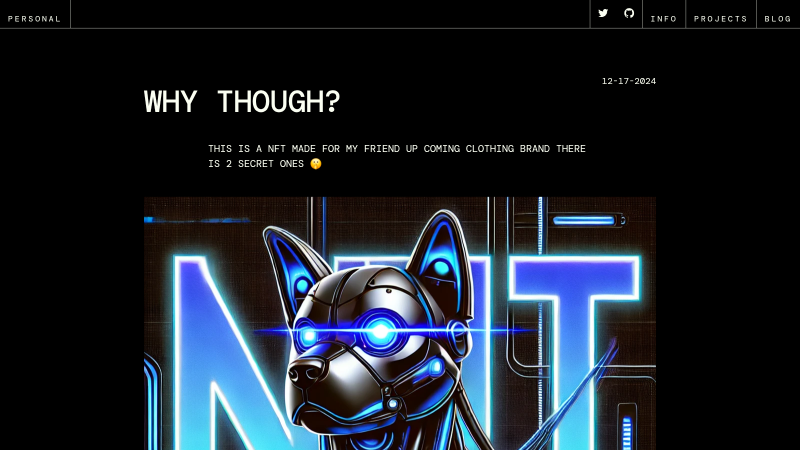 PERSONAL
INFO
PROJECTS
BLOG
12-17-2024
WHY THOUGH?
THIS IS A NFT MADE FOR MY FRIEND UP COMING CLOTHING BRAND THERE
IS 2 SECRET ONES 🤫